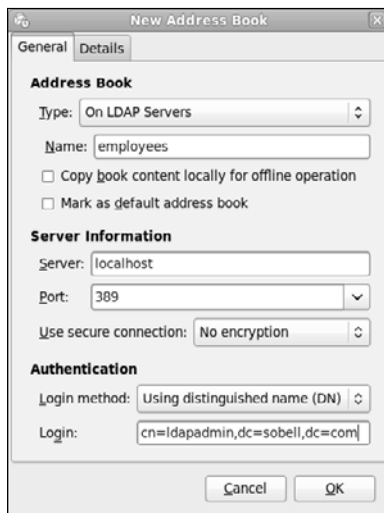 New Address Book
General Details
Address Book
Type: On LDAP Servers
Name: employees
Copy book content locally for offline operation
Mark as default address book
Server Information
Server: localhost
Port: 389
Use secure connection: No encryption
Authentication
Login method: Using distinguished name (DN)
Login: cn=ldapadmin,dc=sobell,dc=com
Cancel OK